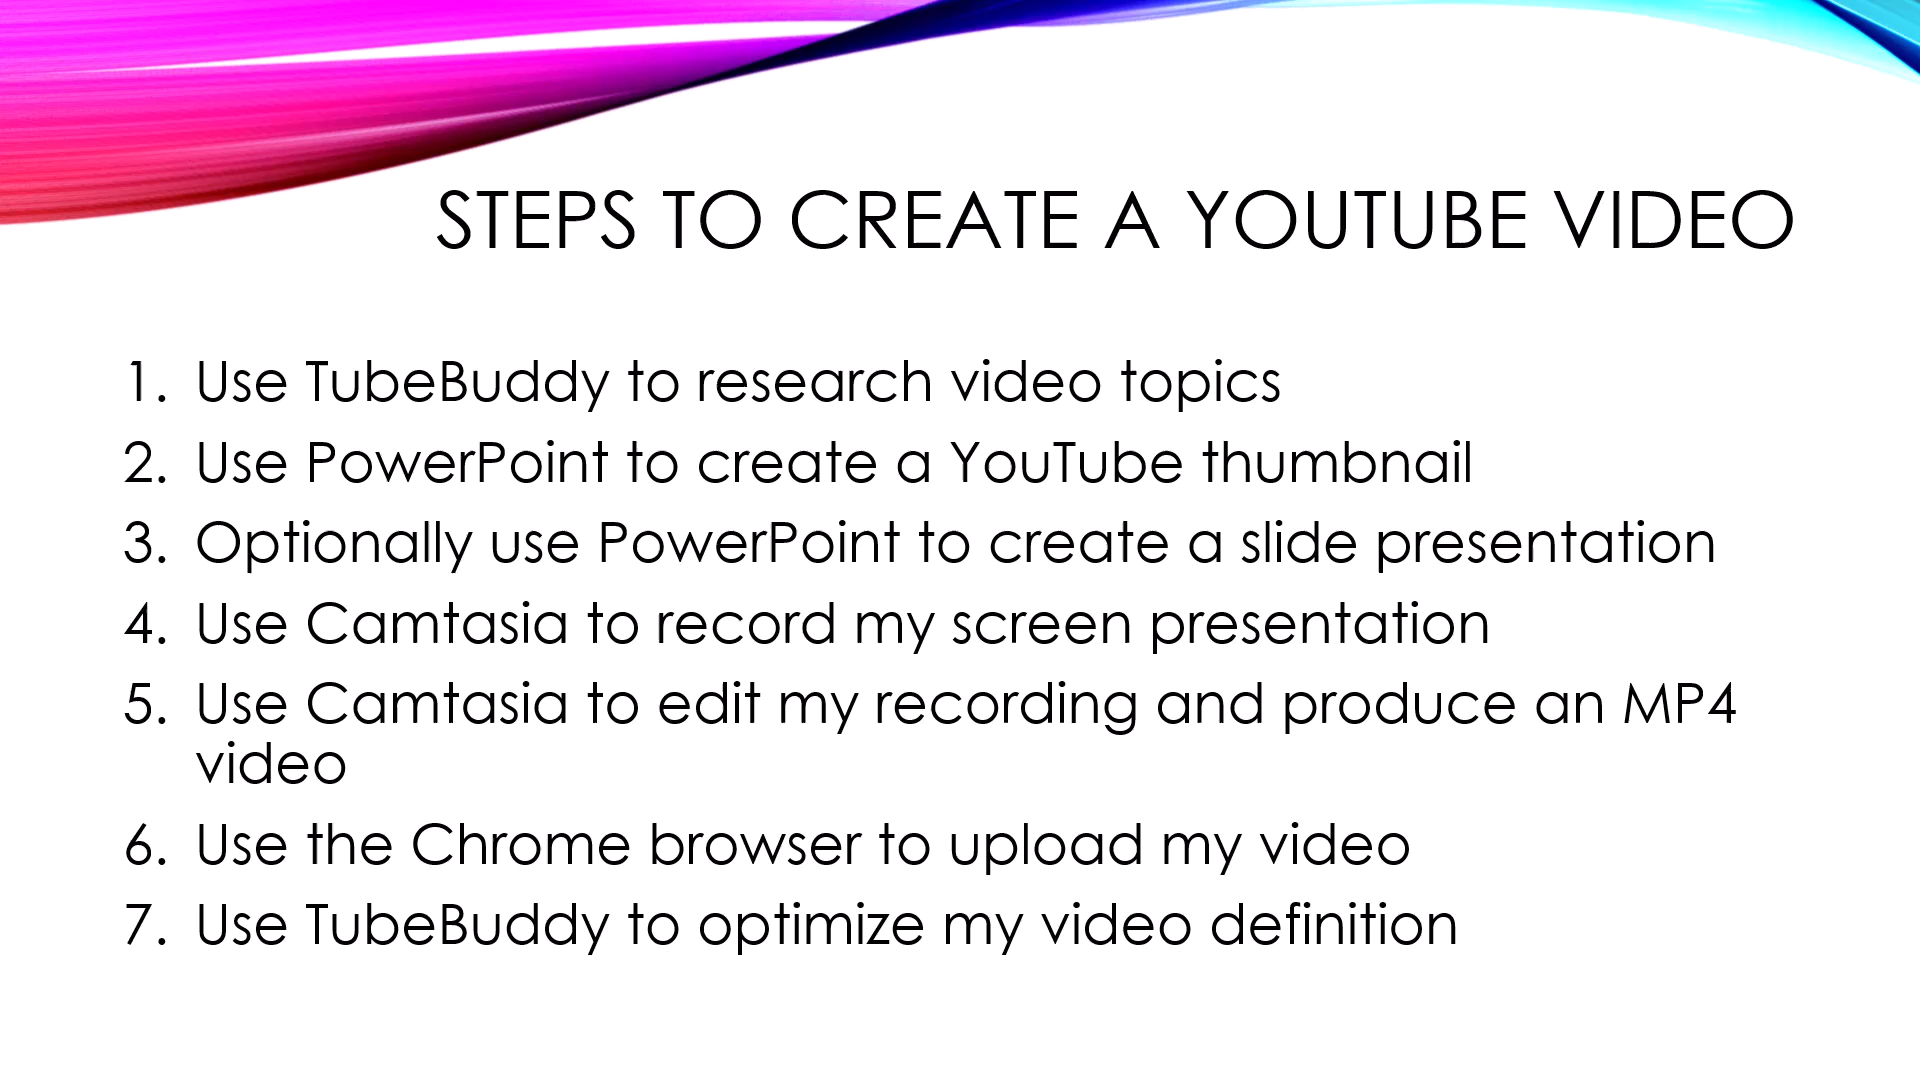 STEPS TO CREATE A YOUTUBE VIDEO
1. Use TubeBuddy to research video topics
2. Use PowerPoint to create a YouTube thumbnail
3. Optionally use PowerPoint to create a slide presentation
4. Use Camtasia to record my screen presentation
5. Use Camtasia to edit my recording and produce an MP4
video
6. Use the Chrome browser to upload my video
7. Use TubeBuddy to optimize my video definition